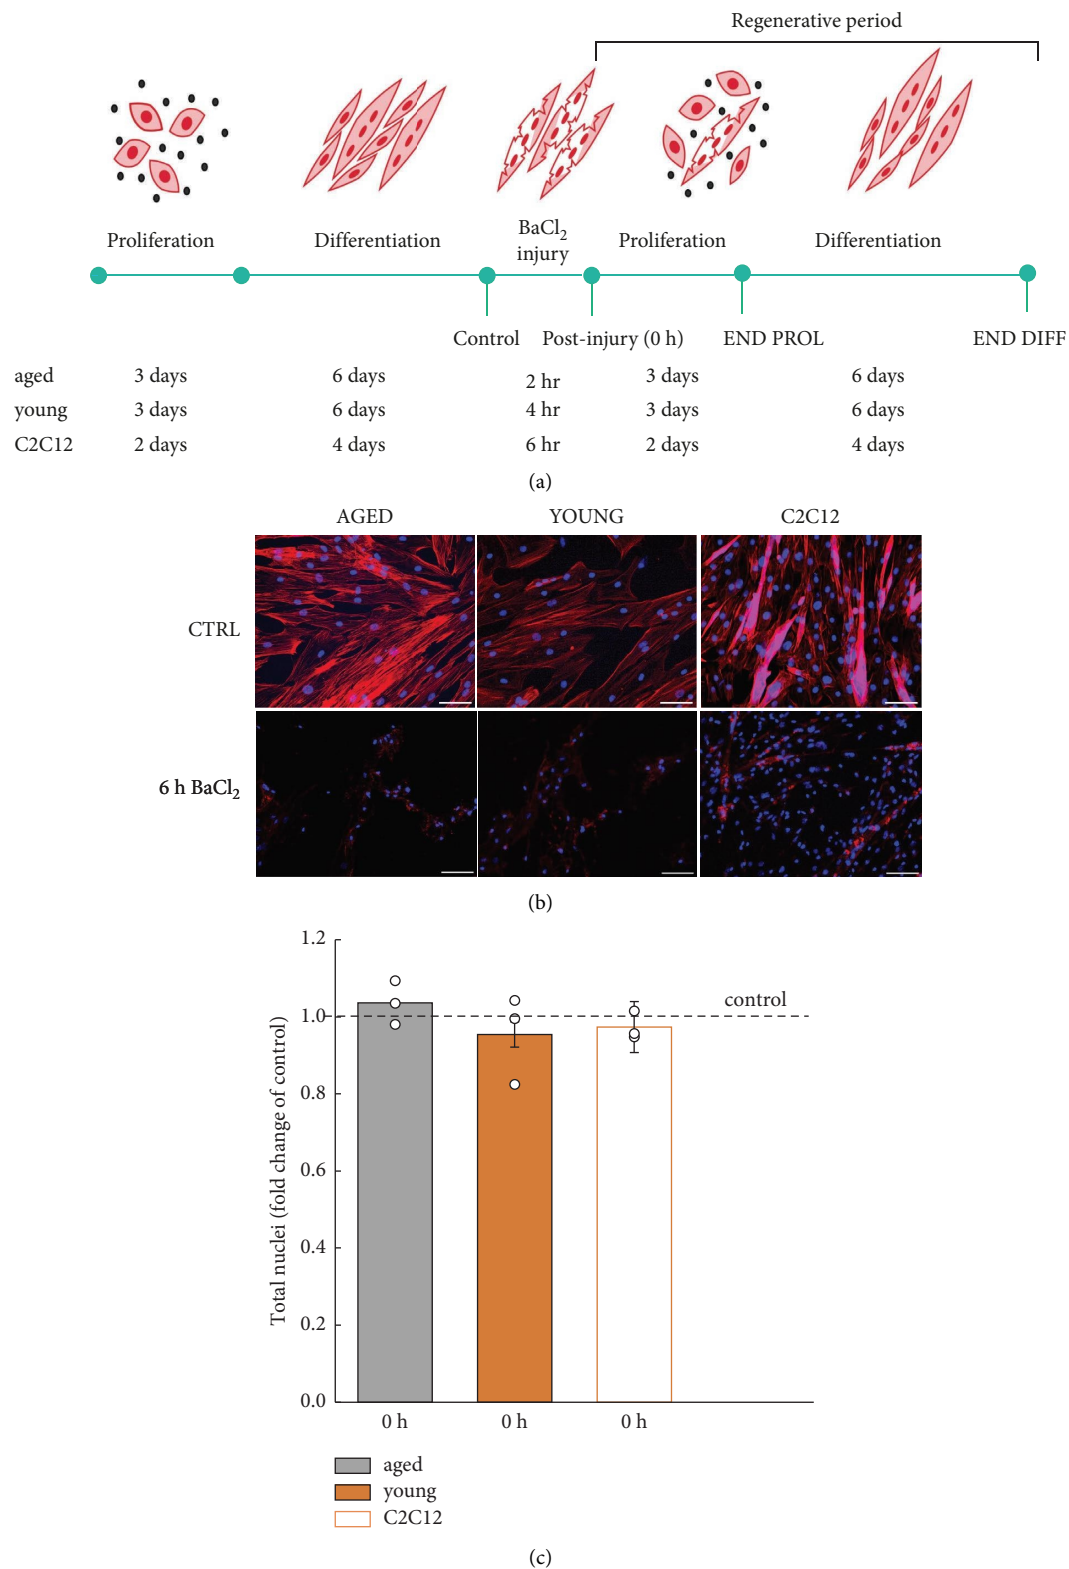 Regenerative period
Proliferation
Differentiation
BaCl2
injury
Proliferation
Differentiation
Control
Post-injury (0 h)
END PROL
END DIFF
aged 3 days 6 days 2 hr 3 days 6 days
young 3 days 6 days 4 hr 3 days 6 days
C2C12 2 days 4 days 6 hr 2 days 4 days
(a)
AGED YOUNG C2C12
CTRL
6 h BaCl2
(b)
Total nuclei (fold change of control)
1.2
1.0
0.8
0.6
0.4
0.2
0.0
control
0 h 0 h 0 h
aged
young
C2C12
(c)